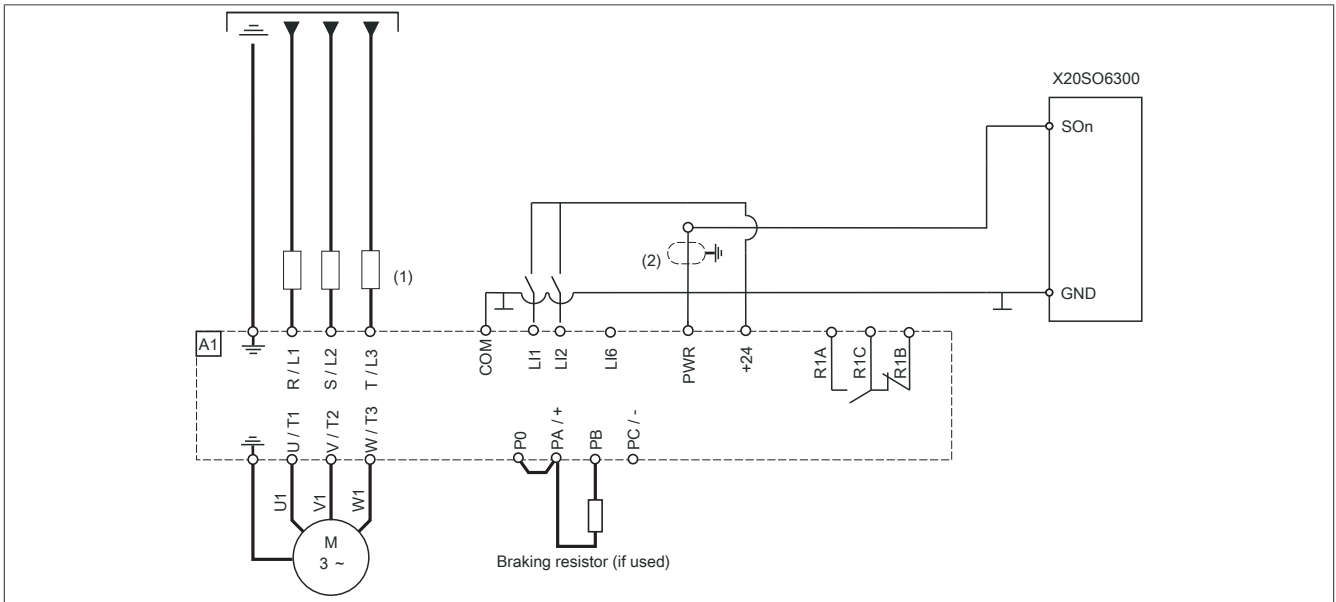 X20SO6300
SOn
(1)
(2)
GND
A1
R / L1
S / L2
T / L3
COM
LI1
LI2
LI6
PWR
+24
R1A
R1C
R1B
U / T1
V / T2
W / T3
P0
PA / +
PB
PC / -
U1
V1
W1
M
3 ~
Braking resistor (if used)